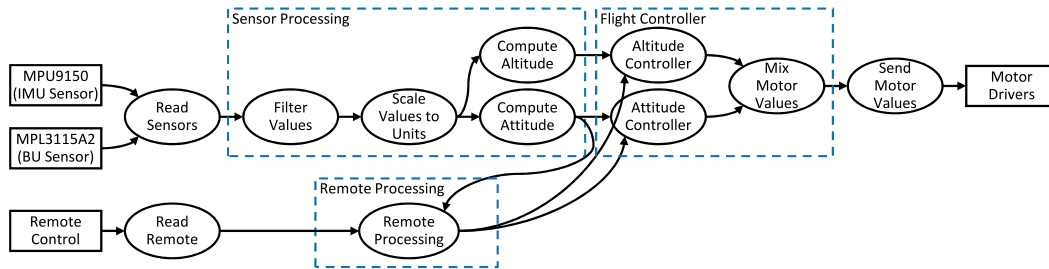 Sensor Processing
Flight Controller
MPU9150
(IMU Sensor)
MPL3115A2
(BU Sensor)
Read
Sensors
Filter
Values
Scale
Values to
Units
Compute
Altitude
Compute
Attitude
Altitude
Controller
Attitude
Controller
Mix
Motor
Values
Send
Motor
Values
Motor
Drivers
Remote Processing
Remote
Control
Read
Remote
Remote
Processing